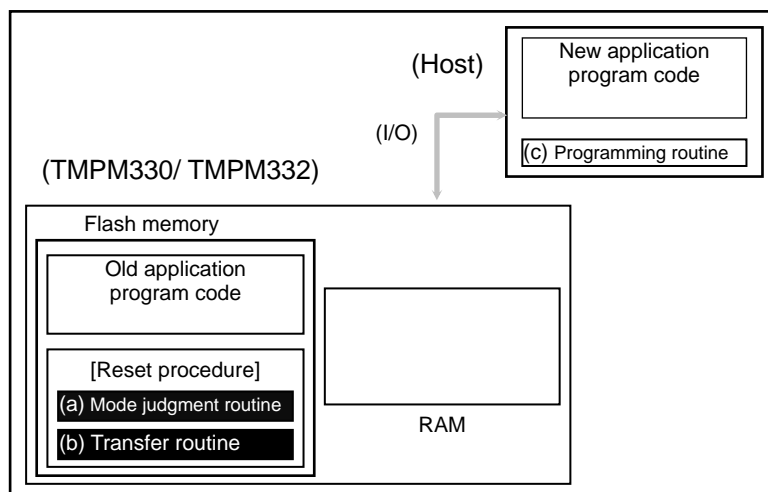 (Host)
New application
program code
(I/O)
(c) Programming routine
(TMPM330/ TMPM332)
Flash memory
Old application
program code
[Reset procedure]
(a) Mode judgment routine
(b) Transfer routine
RAM